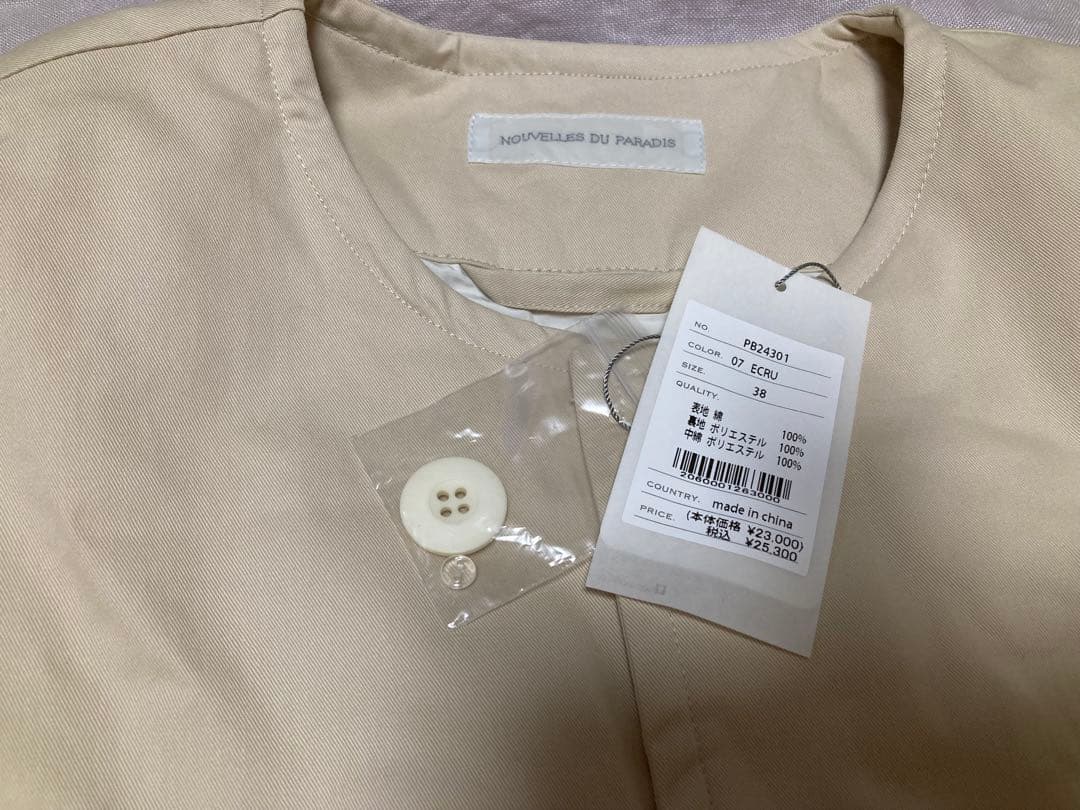 NOUVELLES DU PARADIS
NO. PB24301
COLOR. 07 ECRU
SIZE. 38
QUALITY.
表地 綿 100%
裏地 ポリエステル 100%
中綿 ポリエステル 100%
2060001263000
COUNTRY. made in china
PRICE. (本体価格 ¥23,000)
税込 ¥25,300